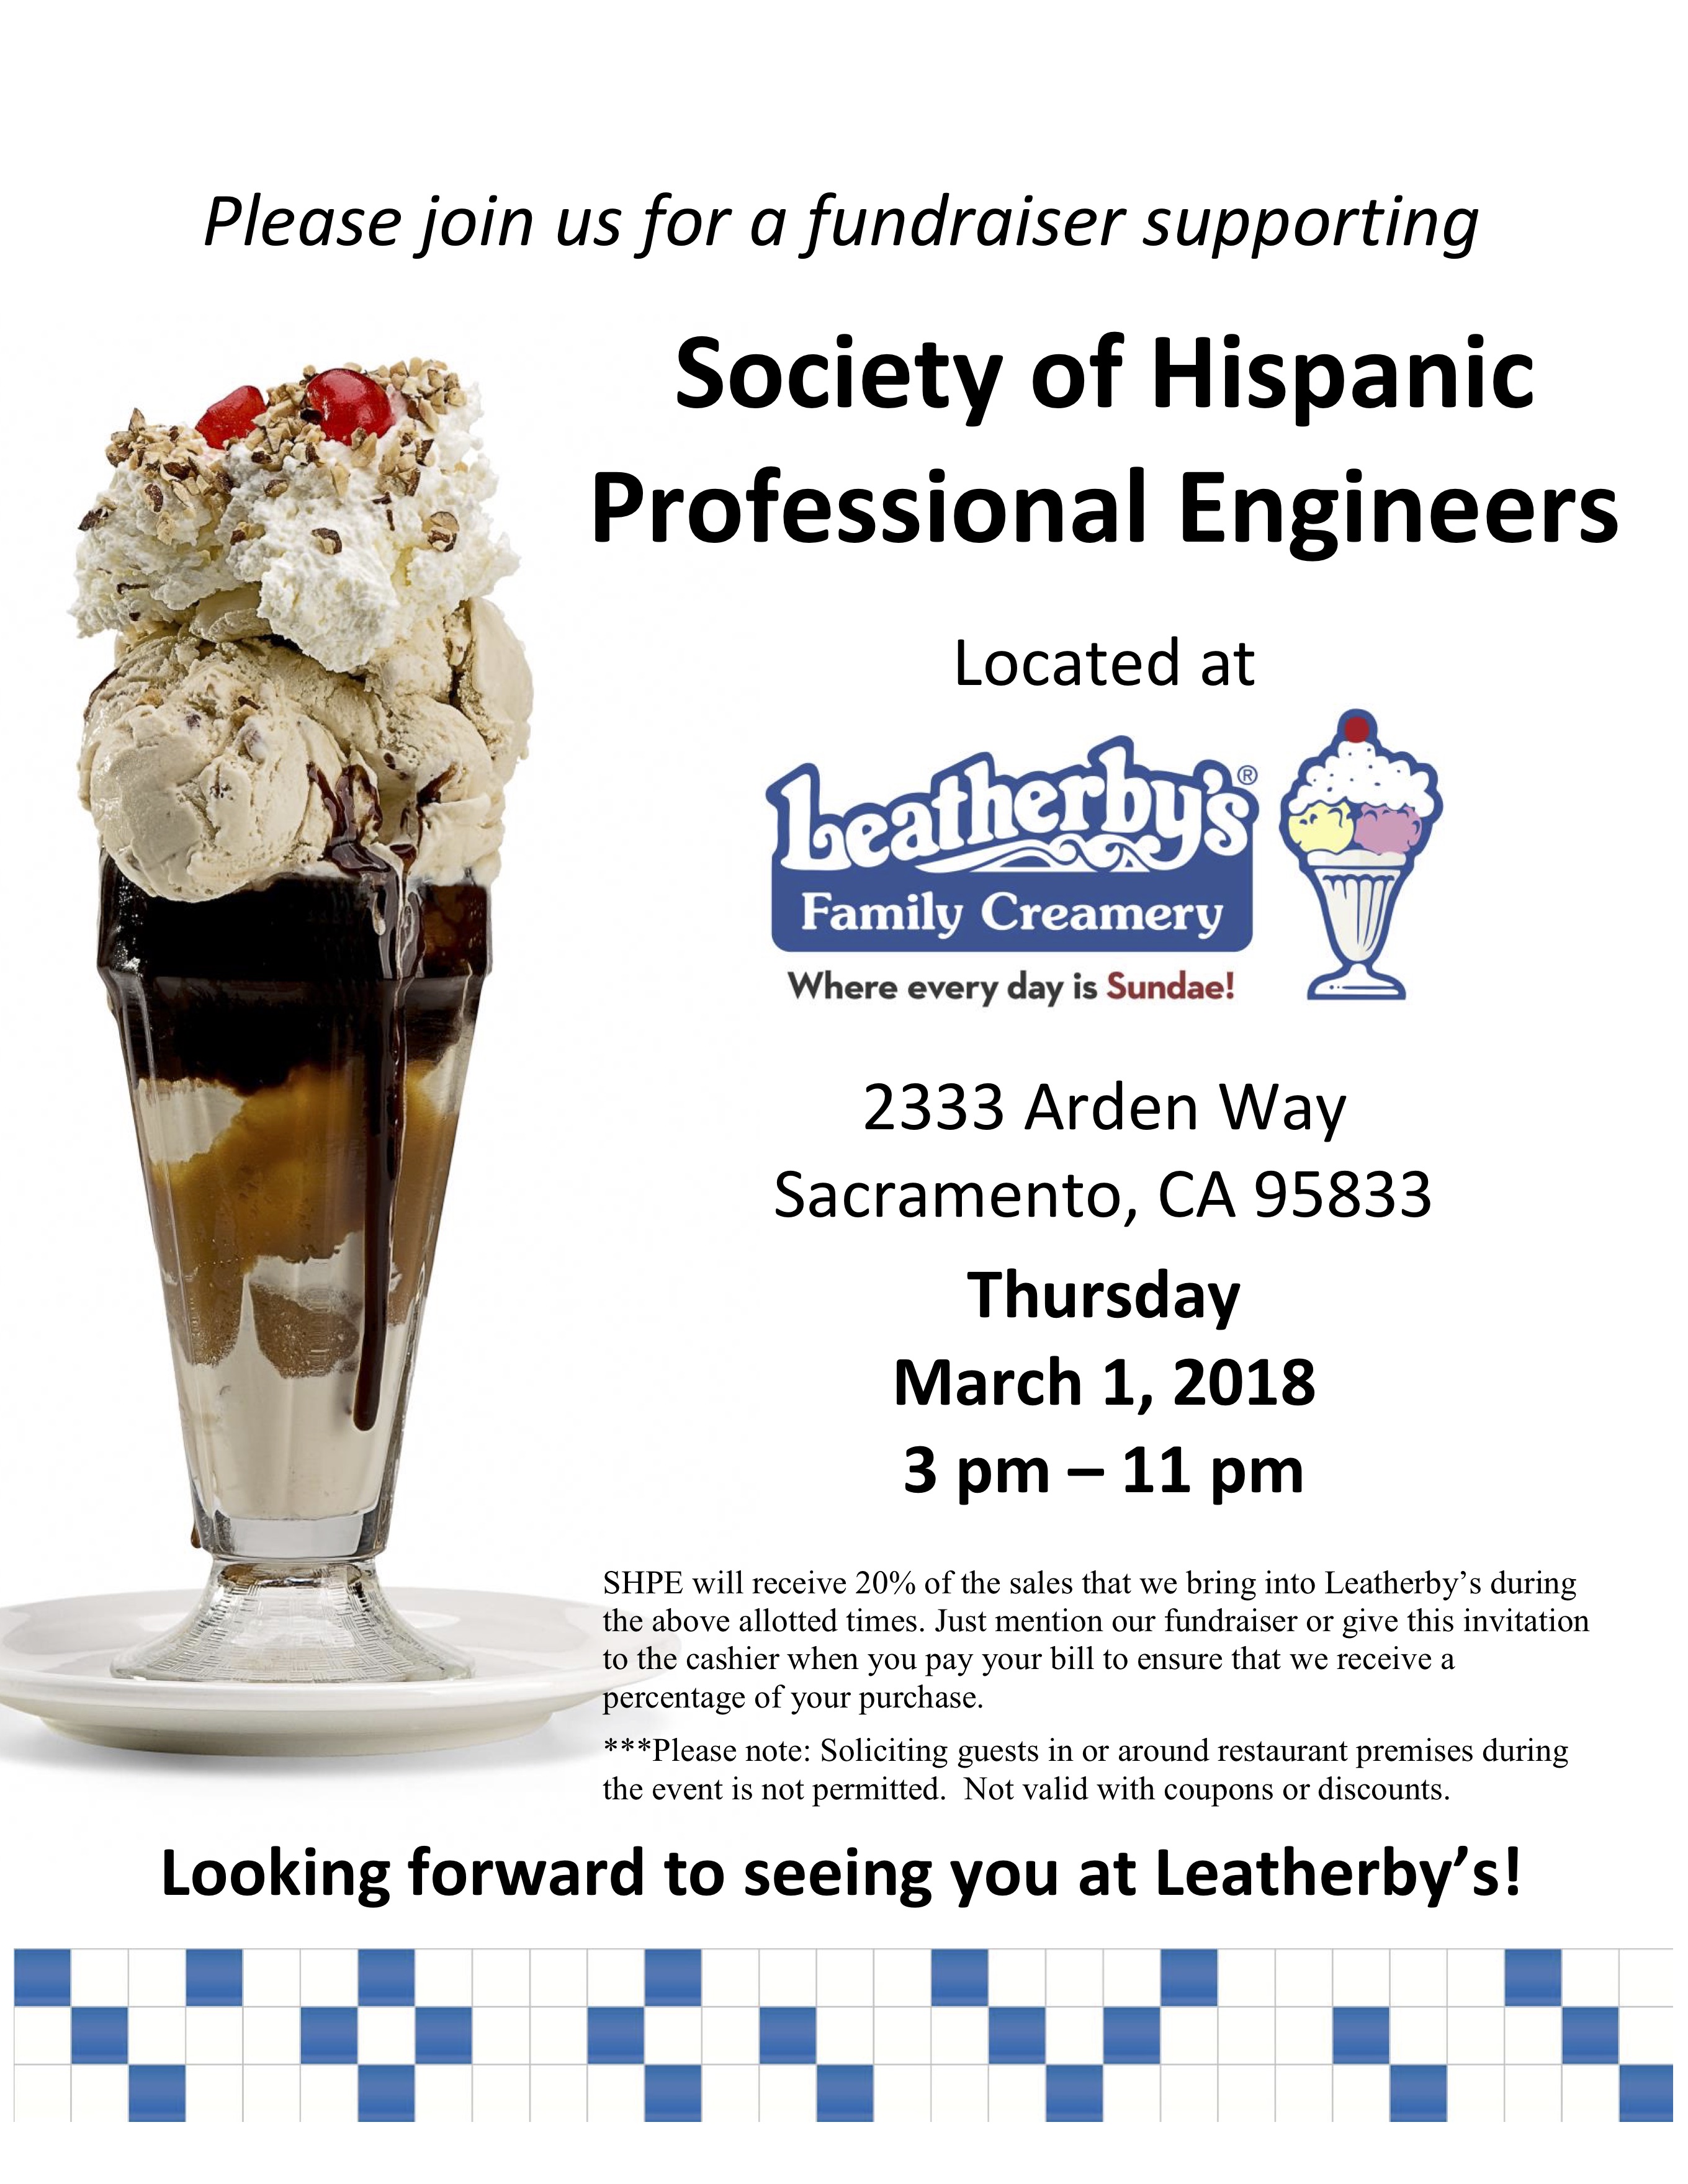 Please join us for a fundraiser supporting
Society of Hispanic
Professional Engineers
Located at
Leatherby's®
Family Creamery
Where every day is Sundae!
2333 Arden Way
Sacramento, CA 95833
Thursday
March 1, 2018
3 pm – 11 pm
SHPE will receive 20% of the sales that we bring into Leatherby’s during
the above allotted times. Just mention our fundraiser or give this invitation
to the cashier when you pay your bill to ensure that we receive a
percentage of your purchase.
***Please note: Soliciting guests in or around restaurant premises during
the event is not permitted.  Not valid with coupons or discounts.
Looking forward to seeing you at Leatherby’s!